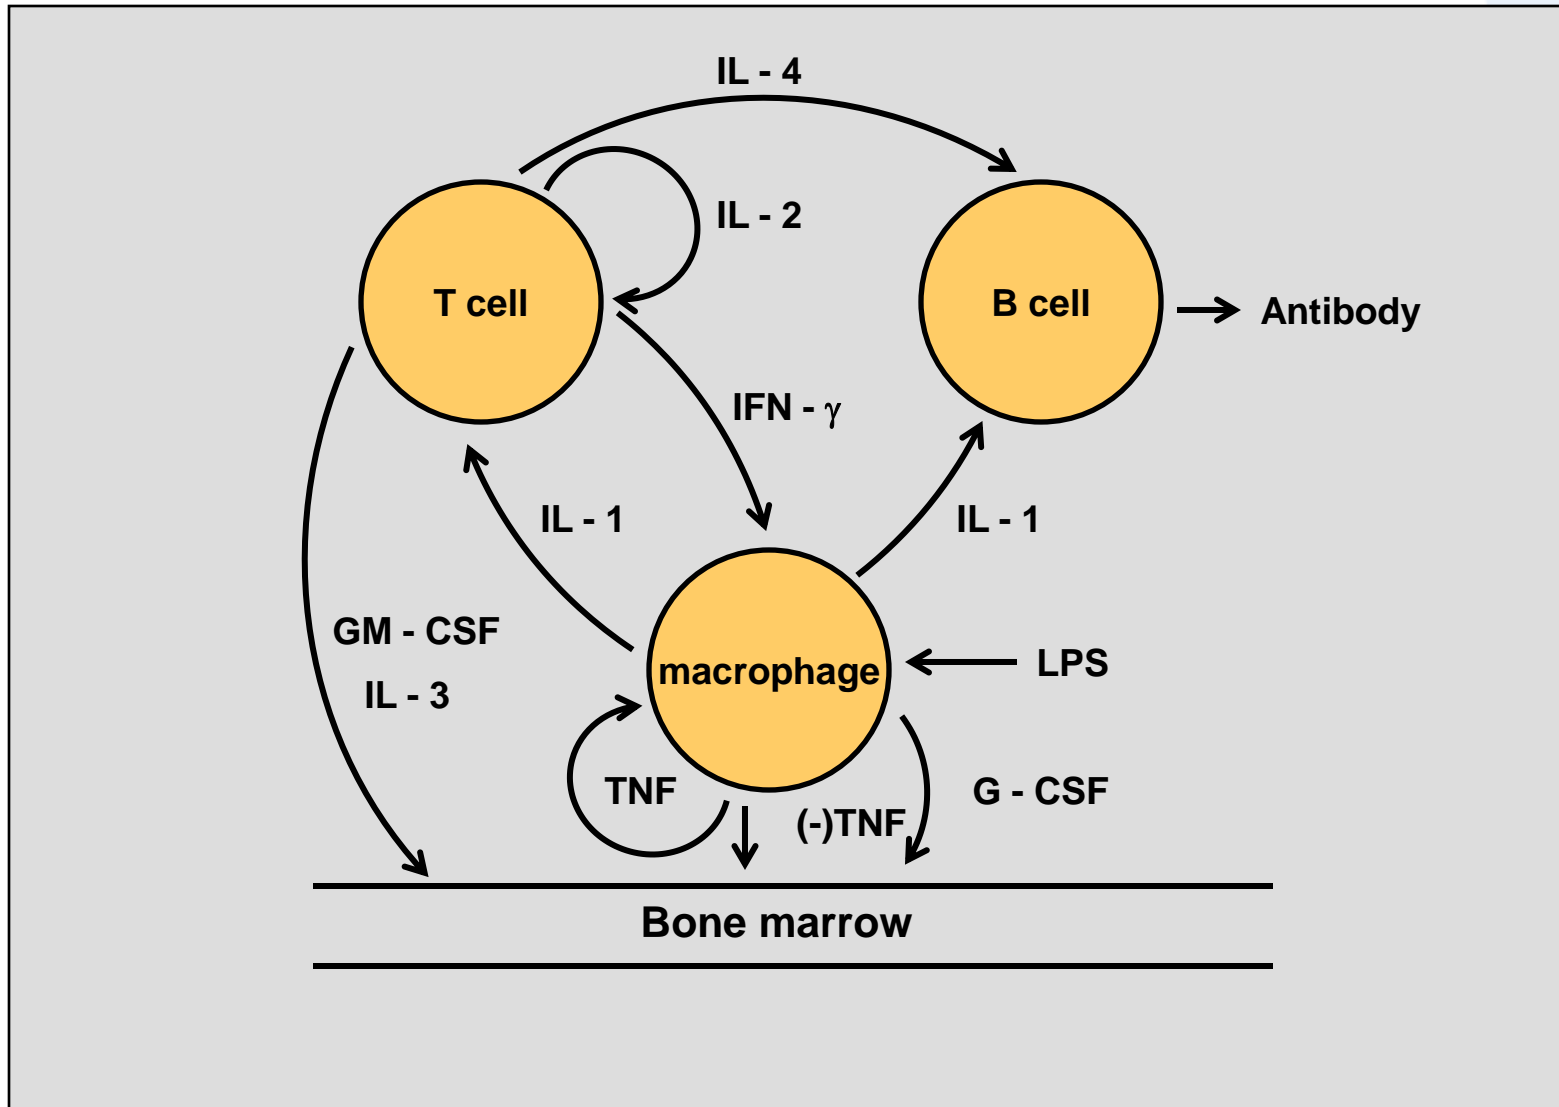 IL - 4
IL - 2
T cell
B cell
Antibody
IFN - γ
IL - 1
IL - 1
GM - CSF
IL - 3
macrophage
LPS
TNF
(-)TNF
G - CSF
Bone marrow